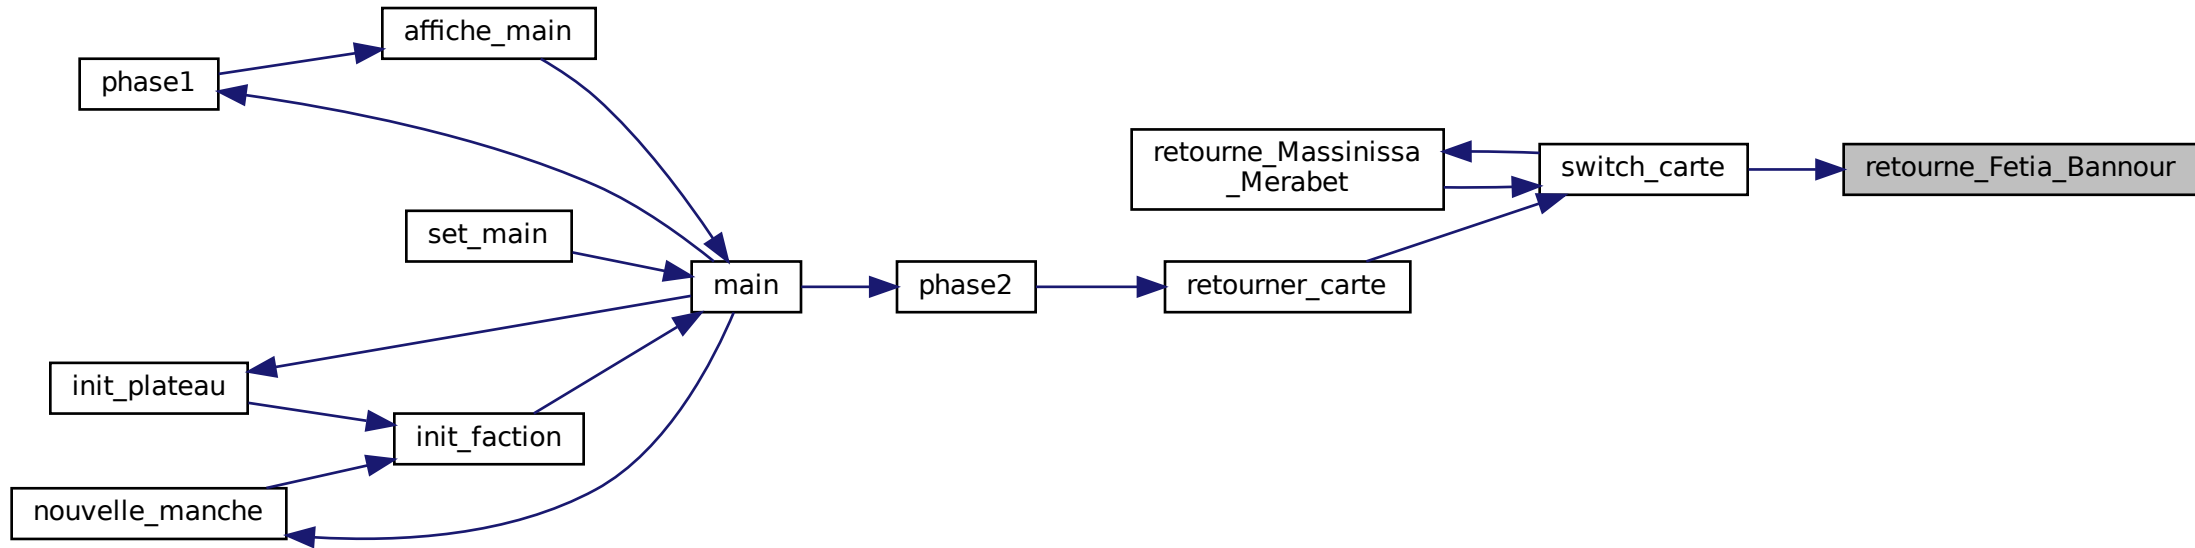 affiche_main
phase1
retourne_Massinissa
_Merabet
switch_carte
retourne_Fetia_Bannour
set_main
main
phase2
retourner_carte
init_plateau
init_faction
nouvelle_manche